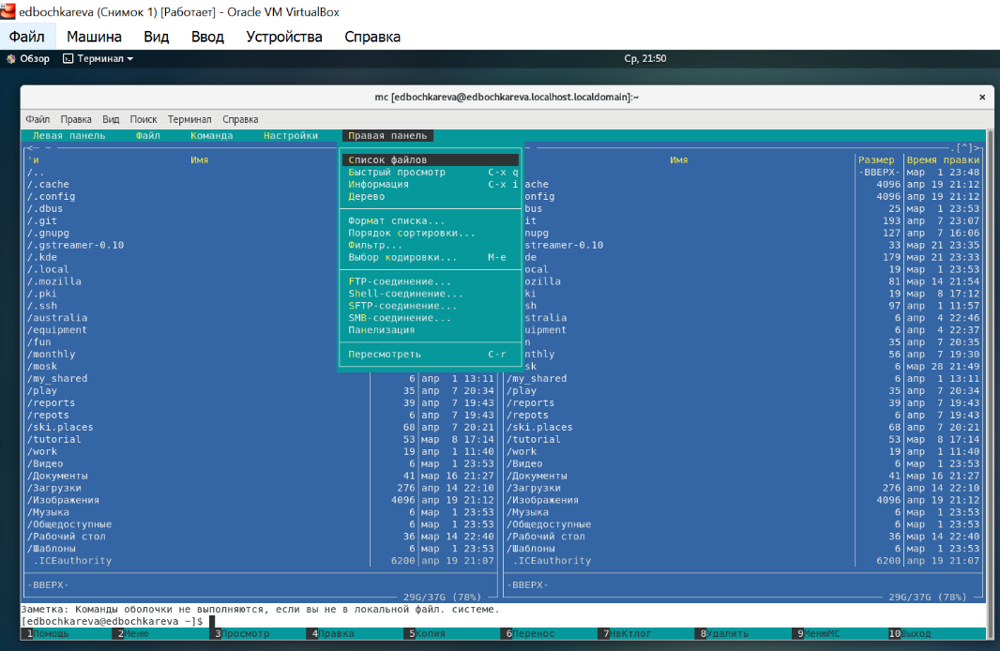 edbochkareva (Снимок 1) [Работает] - Oracle VM VirtualBox
Файл Машина Вид Ввод Устройства Справка
Обзор Терминал Ср, 21:50
mc [edbochkareva@edbochkareva.localhost.localdomain]:~
Файл Правка Вид Поиск Терминал Справка
Левая панель Файл Команда Настройки Правая панель
<— ~ ~ .[^]>
'и Имя Список файлов Имя Размер Время правки
/.. Быстрый просмотр C-x q -ВВЕРХ- мар 1 23:48
/.cache Информация C-x i ache 4096 апр 19 21:12
/.config Дерево onfig 4096 апр 19 21:12
/.dbus bus 25 мар 1 23:53
/.git Формат списка... it 193 апр 7 23:07
/.gnupg Порядок сортировки... nupg 127 апр 7 16:06
/.gstreamer-0.10 Фильтр... streamer-0.10 33 мар 21 23:35
/.kde Выбор кодировки... M-e de 179 мар 21 23:33
/.local ocal 19 мар 1 23:53
/.mozilla FTP-соединение... ozilla 81 мар 14 21:54
/.pki Shell-соединение... ki 19 мар 8 17:12
/.ssh SFTP-соединение... sh 97 апр 1 11:57
/australia SMB-соединение... stralia 6 апр 4 22:46
/equipment Панелизация uipment 6 апр 4 22:37
/fun n 35 апр 7 20:35
/monthly Пересмотреть C-r nthly 56 апр 7 19:30
/mosk sk 6 мар 28 21:49
/my_shared 6 апр 1 13:11 /my_shared 6 апр 1 13:11
/play 35 апр 7 20:34 /play 35 апр 7 20:34
/reports 39 апр 7 19:43 /reports 39 апр 7 19:43
/repots 6 апр 7 19:43 /repots 6 апр 7 19:43
/ski.places 68 апр 7 20:21 /ski.places 68 апр 7 20:21
/tutorial 53 мар 8 17:14 /tutorial 53 мар 8 17:14
/work 19 апр 1 11:40 /work 19 апр 1 11:40
/Видео 6 мар 1 23:53 /Видео 6 мар 1 23:53
/Документы 41 мар 16 21:27 /Документы 41 мар 16 21:27
/Загрузки 276 апр 14 22:10 /Загрузки 276 апр 14 22:10
/Изображения 4096 апр 19 21:12 /Изображения 4096 апр 19 21:12
/Музыка 6 мар 1 23:53 /Музыка 6 мар 1 23:53
/Общедоступные 6 мар 1 23:53 /Общедоступные 6 мар 1 23:53
/Рабочий стол 36 мар 14 22:40 /Рабочий стол 36 мар 14 22:40
/Шаблоны 6 мар 1 23:53 /Шаблоны 6 мар 1 23:53
.ICEauthority 6200 апр 19 21:07 .ICEauthority 6200 апр 19 21:07
-ВВЕРХ- -ВВЕРХ-
29G/37G (78%) 29G/37G (78%)
Заметка: Команды оболочки не выполняются, если вы не в локальной файл. системе.
[edbochkareva@edbochkareva ~]$
1Помощь 2Меню 3Просмотр 4Правка 5Копия 6Перенос 7НвКтлог 8Удалить 9МенюМС 10Выход